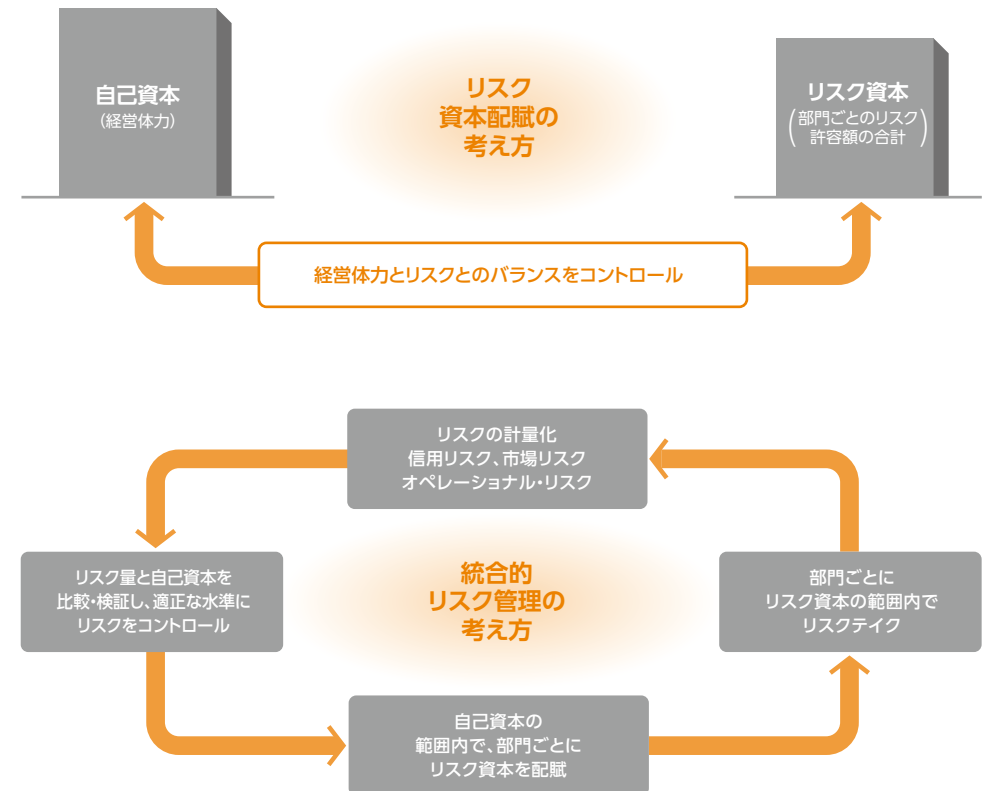 自己資本
(経営体力)
リスク
資本配賦の
考え方
リスク資本
(部門ごとのリスク
許容額の合計)
経営体力とリスクとのバランスをコントロール
リスクの計量化
信用リスク、市場リスク
オペレーショナル・リスク
リスク量と自己資本を
比較・検証し、適正な水準に
リスクをコントロール
統合的
リスク管理の
考え方
部門ごとに
リスク資本の範囲内で
リスクテイク
自己資本の
範囲内で、部門ごとに
リスク資本を配賦